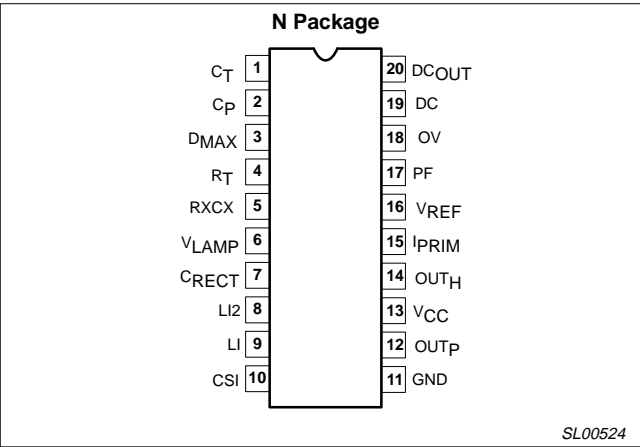 N Package
CT 1 20 DCOUT
CP 2 19 DC
DMAX 3 18 OV
RT 4 17 PF
RXCX 5 16 VREF
VLAMP 6 15 IPRIM
CRECT 7 14 OUTH
LI2 8 13 VCC
LI 9 12 OUTP
CSI 10 11 GND
SL00524